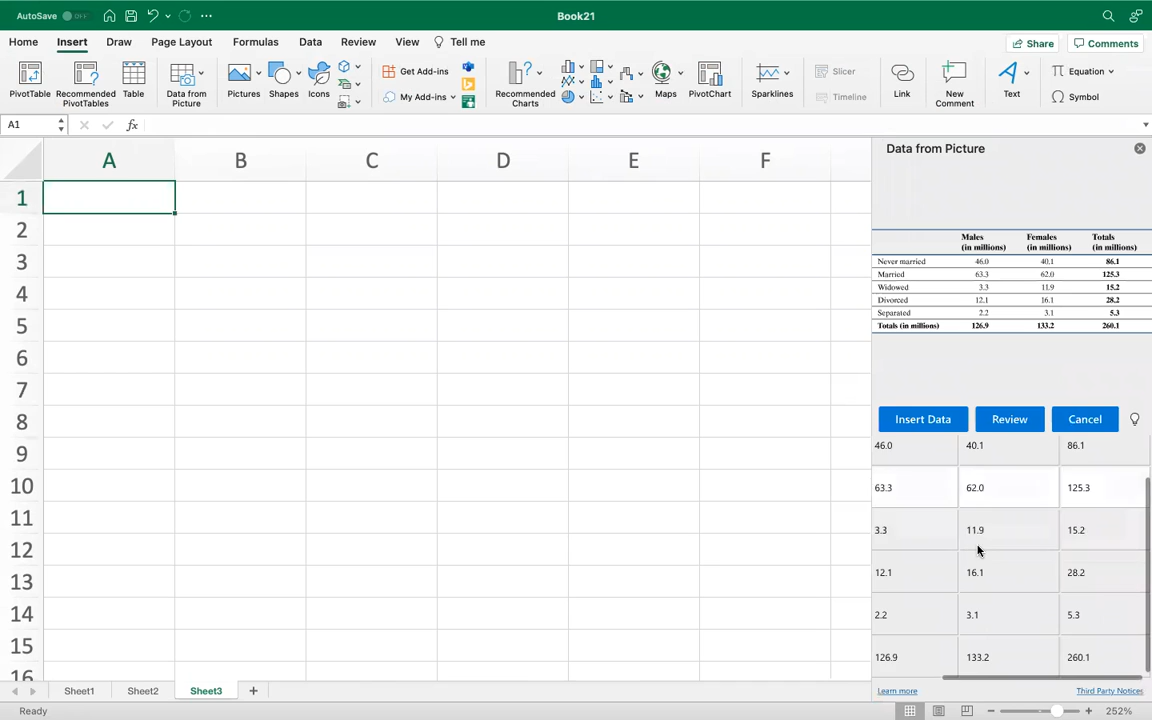 AutoSave OFF Book21
Home Insert Draw Page Layout Formulas Data Review View Tell me Share Comments
PivotTable Recommended PivotTables Table Data from Picture Pictures Shapes Icons Get Add-ins My Add-ins Recommended Charts Maps PivotChart Sparklines Slicer Timeline Link New Comment Text Equation Symbol
A1 fx
A B C D E F
1
2
3
4
5
6
7
8
9
10
11
12
13
14
15
16
Data from Picture
Males Females Totals
(in millions) (in millions) (in millions)
Never married 46.0 40.1 86.1
Married 63.3 62.0 125.3
Widowed 3.3 11.9 15.2
Divorced 12.1 16.1 28.2
Separated 2.2 3.1 5.3
Totals (in millions) 126.9 133.2 260.1
Insert Data Review Cancel
46.0 40.1 86.1
63.3 62.0 125.3
3.3 11.9 15.2
12.1 16.1 28.2
2.2 3.1 5.3
126.9 133.2 260.1
Learn more Third Party Notices
Sheet1 Sheet2 Sheet3
Ready 252%